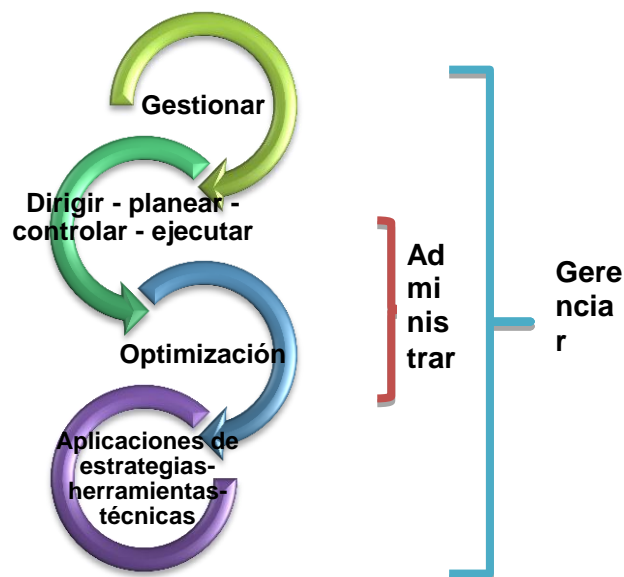 Gestionar
Dirigir - planear -
controlar - ejecutar
Optimización
Aplicaciones de
estrategias-
herramientas-
técnicas
Ad
mi
nis
trar
Gere
ncia
r